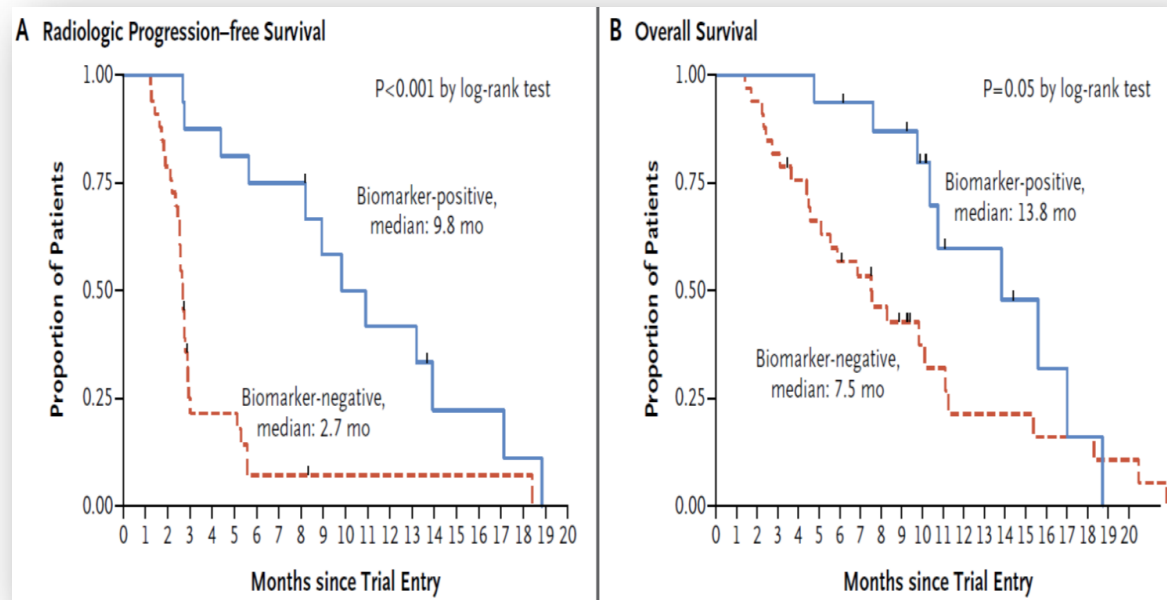 A Radiologic Progression–free Survival
1.00
0.75
0.50
0.25
0.00
Proportion of Patients
P<0.001 by log-rank test
Biomarker-positive,
median: 9.8 mo
Biomarker-negative,
median: 2.7 mo
0 1 2 3 4 5 6 7 8 9 10 11 12 13 14 15 16 17 18 19 20
Months since Trial Entry
B Overall Survival
1.00
0.75
0.50
0.25
0.00
Proportion of Patients
P=0.05 by log-rank test
Biomarker-positive,
median: 13.8 mo
Biomarker-negative,
median: 7.5 mo
0 1 2 3 4 5 6 7 8 9 10 11 12 13 14 15 16 17 18 19 20
Months since Trial Entry